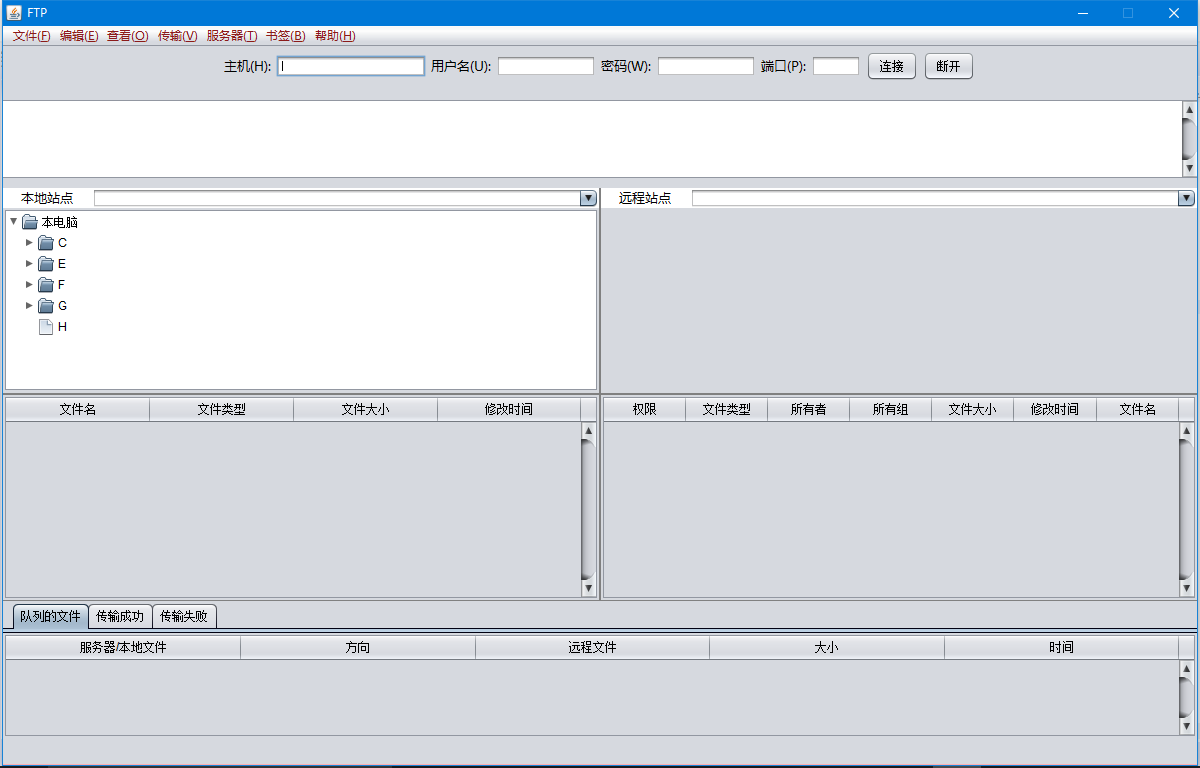 FTP
文件(F) 编辑(E) 查看(O) 传输(V) 服务器(T) 书签(B) 帮助(H)
主机(H): 用户名(U): 密码(W): 端口(P): 连接 断开
本地站点 远程站点
本电脑
C
E
F
G
H
文件名 文件类型 文件大小 修改时间 权限 文件类型 所有者 所有组 文件大小 修改时间 文件名
队列的文件 传输成功 传输失败
服务器/本地文件 方向 远程文件 大小 时间